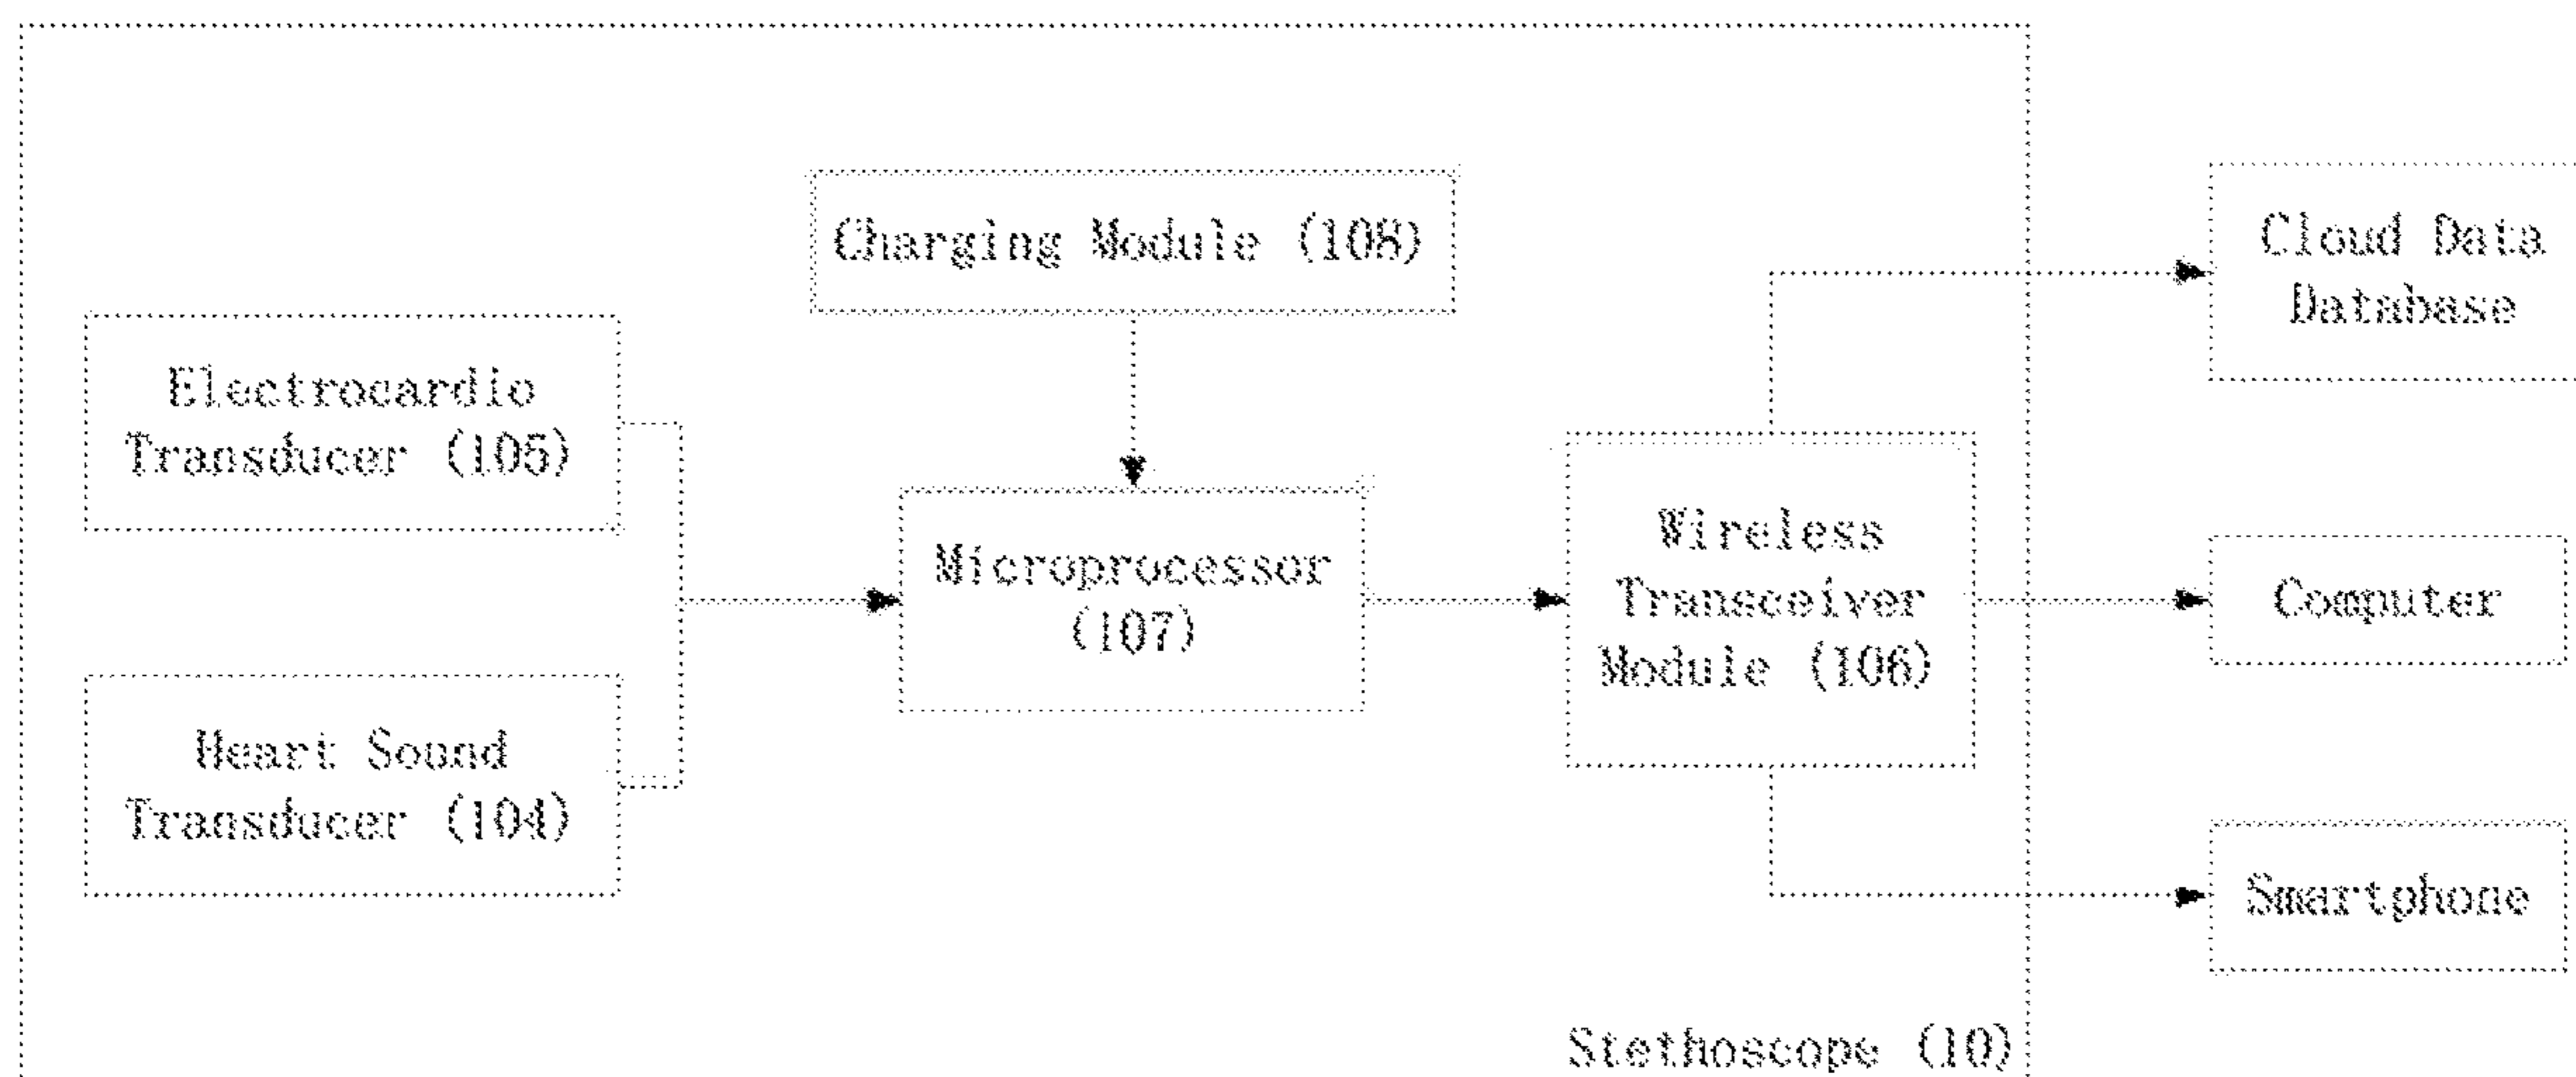 Charging Module (108)
Electrocardio
Transducer (105)
Heart Sound
Transducer (104)
Microprocessor
(107)
Wireless
Transceiver
Module (106)
Cloud Data
Database
Computer
Smartphone
Stethoscope (10)